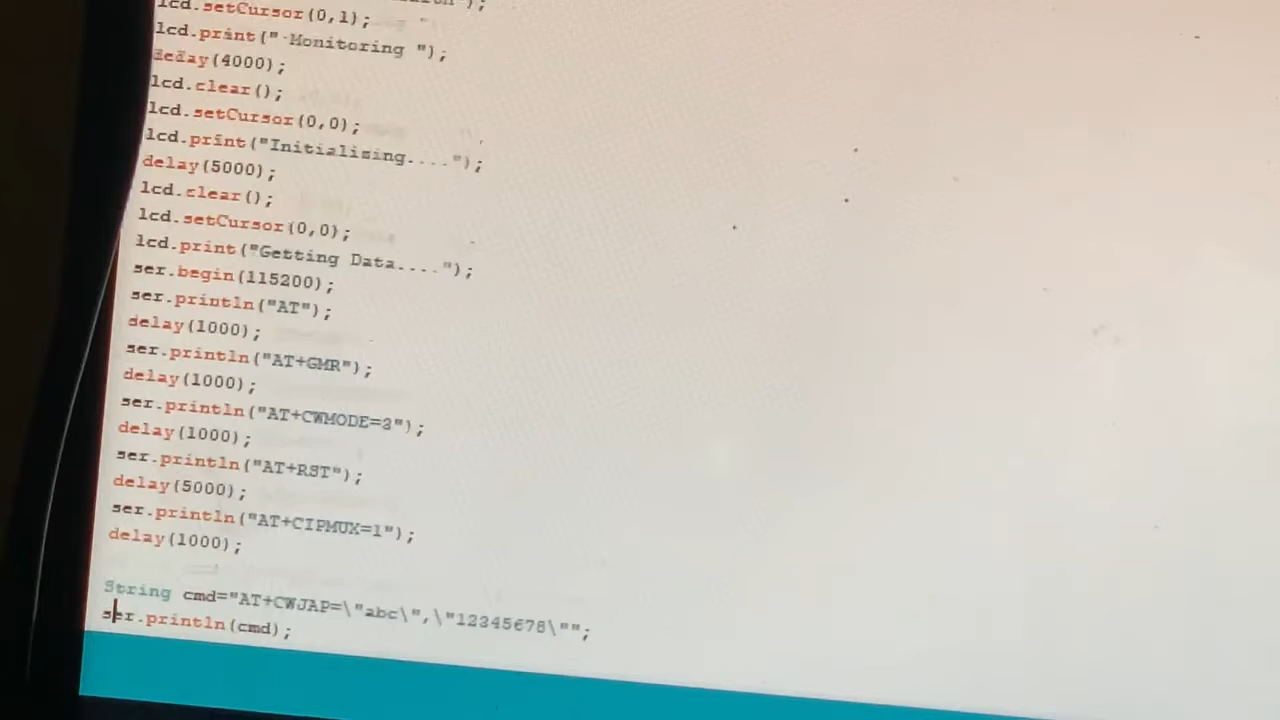 lcd.setCursor(0,1);
lcd.print(" Monitoring ");
delay(4000);
lcd.clear();
lcd.setCursor(0,0);
lcd.print("Initialising....");
delay(5000);
lcd.clear();
lcd.setCursor(0,0);
lcd.print("Getting Data....");
ser.begin(115200);
ser.println("AT");
delay(1000);
ser.println("AT+GMR");
delay(1000);
ser.println("AT+CWMODE=3");
delay(1000);
ser.println("AT+RST");
delay(5000);
ser.println("AT+CIPMUX=1");
delay(1000);
String cmd="AT+CWJAP=\"abc\",\"12345678\"";
ser.println(cmd);